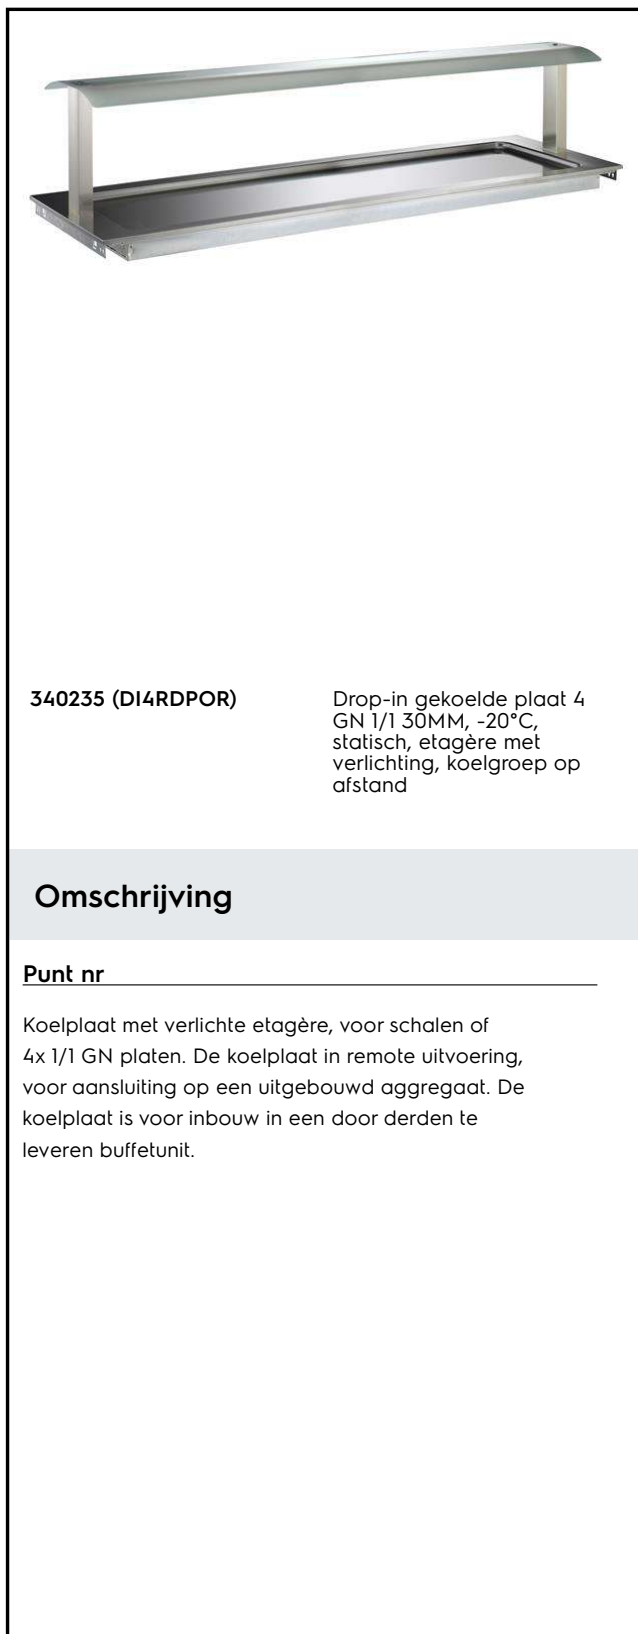 340235 (DI4RDPOR)
Drop-in gekoelde plaat 4
GN 1/1 30MM, -20°C,
statisch, etagère met
verlichting, koelgroep op
afstand
Omschrijving
Punt nr
Koelplaat met verlichte etagère, voor schalen of
4x 1/1 GN platen. De koelplaat in remote uitvoering,
voor aansluiting op een uitgebouwd aggregaat. De
koelplaat is voor inbouw in een door derden te
leveren buffetunit.